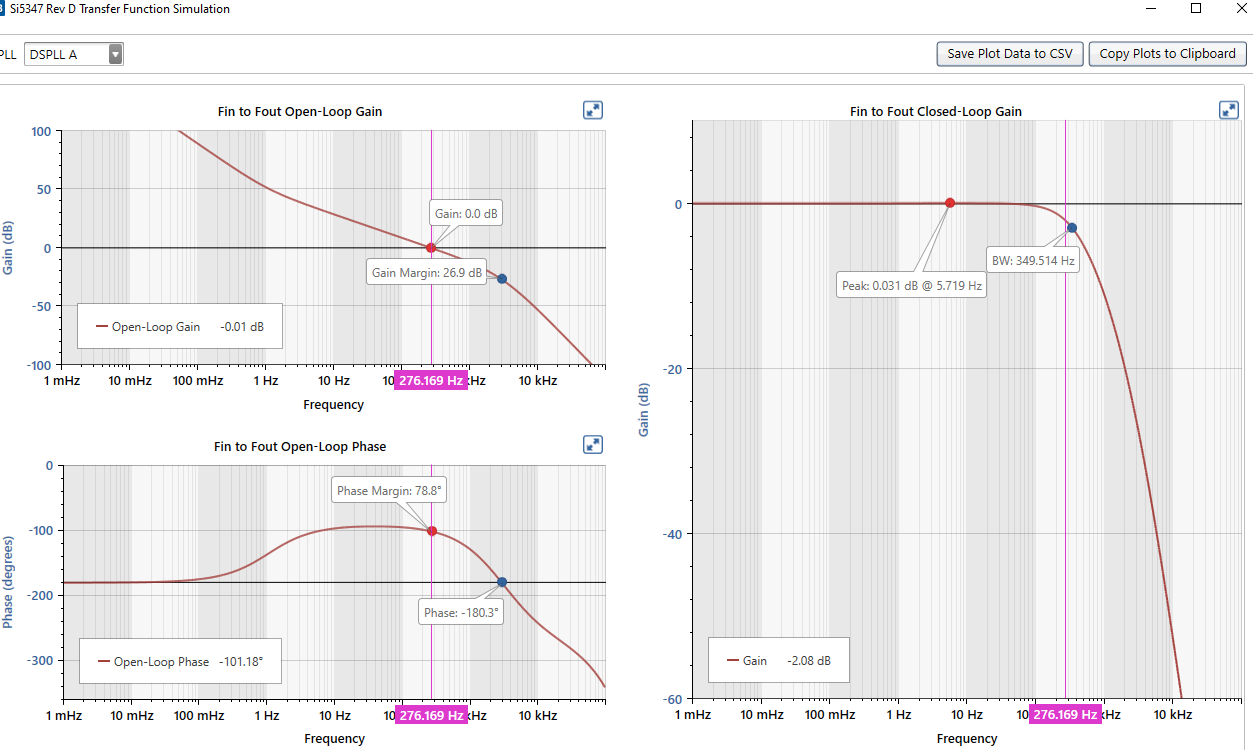 Si5347 Rev D Transfer Function Simulation
PLL DSPLL A Save Plot Data to CSV Copy Plots to Clipboard
Fin to Fout Open-Loop Gain
Gain (dB)
100
50
0
-50
-100
Gain: 0.0 dB
Gain Margin: 26.9 dB
Open-Loop Gain -0.01 dB
1 mHz 10 mHz 100 mHz 1 Hz 10 Hz 10 276.169 Hz kHz 10 kHz
Frequency
Fin to Fout Open-Loop Phase
Phase (degrees)
0
-100
-200
-300
Phase Margin: 78.8°
Phase: -180.3°
Open-Loop Phase -101.18°
1 mHz 10 mHz 100 mHz 1 Hz 10 Hz 10 276.169 Hz kHz 10 kHz
Frequency
Fin to Fout Closed-Loop Gain
Gain (dB)
0
-20
-40
-60
BW: 349.514 Hz
Peak: 0.031 dB @ 5.719 Hz
Gain -2.08 dB
1 mHz 10 mHz 100 mHz 1 Hz 10 Hz 10 276.169 Hz kHz 10 kHz
Frequency